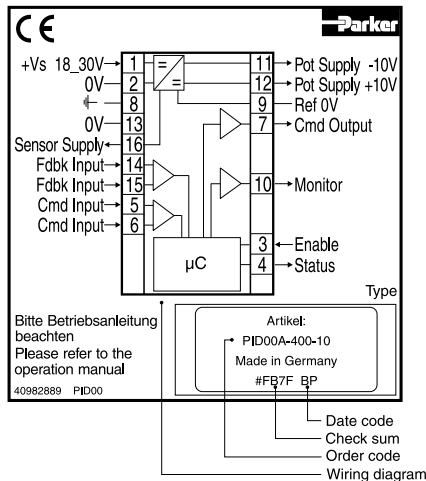 CE
Parker
+Vs 18_30V 1 11 Pot Supply -10V
0V 2 12 Pot Supply +10V
8 9 Ref 0V
0V 13 7 Cmd Output
Sensor Supply 16
Fdbk Input 14
Fdbk Input 15 10 Monitor
Cmd Input 5
Cmd Input 6
3 Enable
µC 4 Status
Type
Bitte Betriebsanleitung
beachten
Please refer to the
operation manual
40982889 PID00
Artikel:
PID00A-400-10
Made in Germany
#FB7F BP
Date code
Check sum
Order code
Wiring diagram